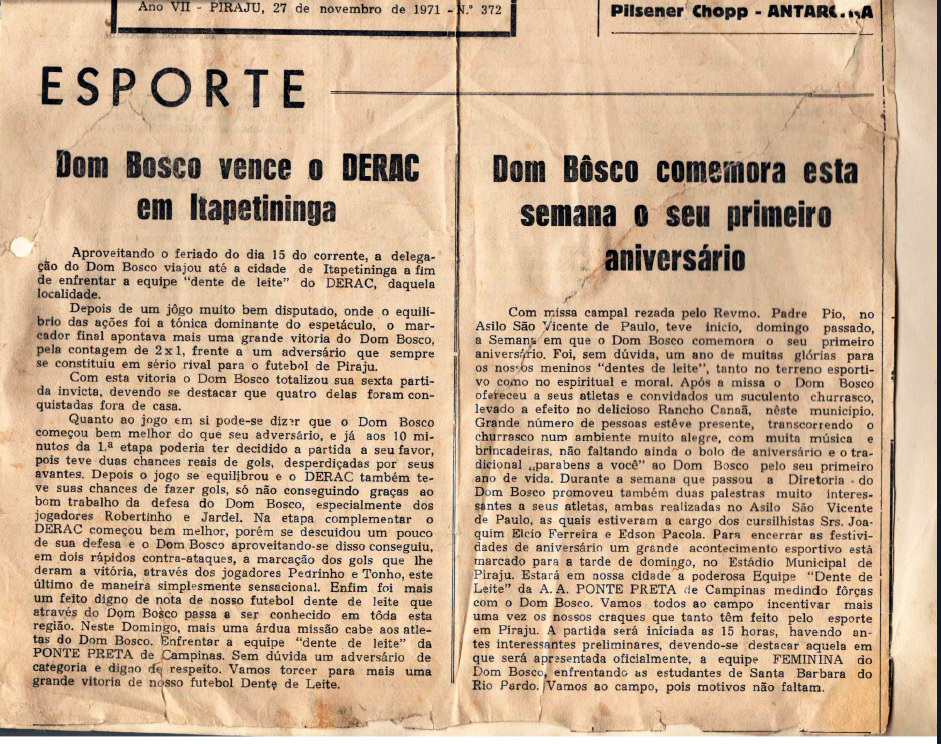 Ano VII - PIRAJU, 27 de novembro de 1971 - N.º 372
Pilsener Chopp - ANTARCTICA
ESPORTE
Dom Bosco vence o DERAC
em Itapetininga
Aproveitando o feriado do dia 15 do corrente, a delega-
ção do Dom Bosco viajou até a cidade de Itapetininga a fim
de enfrentar a equipe "dente de leite" do DERAC, daquela
localidade.
Depois de um jôgo muito bem disputado, onde o equilí-
brio das ações foi a tónica dominante do espetáculo, o mar-
cador final apontava mais uma grande vitoria do Dom Bosco,
pela contagem de 2x1, frente a um adversário que sempre
se constituiu em sério rival para o futebol de Piraju.
Com esta vitoria o Dom Bosco totalizou sua sexta parti-
da invicta, devendo se destacar que quatro delas foram con-
quistadas fora de casa.
Quanto ao jogo em si pode-se dizer que o Dom Bosco
começou bem melhor do que seu adversário, e já aos 10 mi-
nutos da 1.ª etapa poderia ter decidido a partida a seu favor,
pois teve duas chances reais de gols, desperdiçadas por seus
avantes. Depois o jogo se equilibrou e o DERAC também te-
ve suas chances de fazer gols, só não conseguindo graças ao
bom trabalho da defesa do Dom Bosco, especialmente dos
jogadores Robertinho e Jardel. Na etapa complementar o
DERAC começou bem melhor, porém se descuidou um pouco
de sua defesa e o Dom Bosco aproveitando-se disso conseguiu,
em dois rápidos contra-ataques, a marcação dos gols que lhe
deram a vitória, através dos jogadores Pedrinho e Tonho, este
último de maneira simplesmente sensacional. Enfim foi mais
um feito digno de nota de nosso futebol dente de leite que
através do Dom Bosco passa a ser conhecido em tôda esta
região. Neste Domingo, mais uma árdua missão cabe aos atle-
tas do Dom Bosco. Enfrentar a equipe "dente de leite" da
PONTE PRETA de Campinas. Sem dúvida um adversário de
categoria e digno de respeito. Vamos torcer para mais uma
grande vitoria de nosso futebol Dente de Leite.
Dom Bôsco comemora esta
semana o seu primeiro
aniversário
Com missa campal rezada pelo Revmo. Padre Pio, no
Asilo São Vicente de Paulo, teve inicio, domingo passado,
a Semana em que o Dom Bosco comemora o seu primeiro
aniversário. Foi, sem dúvida, um ano de muitas glórias para
os nossos meninos "dentes de leite", tanto no terreno esporti-
vo como no espiritual e moral. Após a missa o Dom Bosco
ofereceu a seus atletas e convidados um suculento churrasco,
levado a efeito no delicioso Rancho Canaã, nêste município.
Grande número de pessoas estêve presente, transcorrendo o
churrasco num ambiente muito alegre, com muita música e
brincadeiras, não faltando ainda o bolo de aniversário e o tra-
dicional „parabens a você” ao Dom Bosco pelo seu primeiro
ano de vida. Durante a semana que passou a Diretoria do
Dom Bosco promoveu também duas palestras muito interes-
santes a seus atletas, ambas realizadas no Asilo São Vicente
de Paulo, as quais estiveram a cargo dos cursilhistas Srs. Joa-
quim Elcio Ferreira e Edson Pacola. Para encerrar as festivi-
dades de aniversário um grande acontecimento esportivo está
marcado para a tarde de domingo, no Estádio Municipal de
Piraju. Estará em nossa cidade a poderosa Equipe "Dente de
Leite" da A. A. PONTE PRETA de Campinas medindo fôrças
com o Dom Bosco. Vamos todos ao campo incentivar mais
uma vez os nossos craques que tanto têm feito pelo esporte
em Piraju. A partida será iniciada as 15 horas, havendo an-
tes interessantes preliminares, devendo-se destacar aquela em
que será apresentada oficialmente, a equipe FEMININA do
Dom Bosco, enfrentando as estudantes de Santa Barbara do
Rio Pardo. Vamos ao campo, pois motivos não faltam.